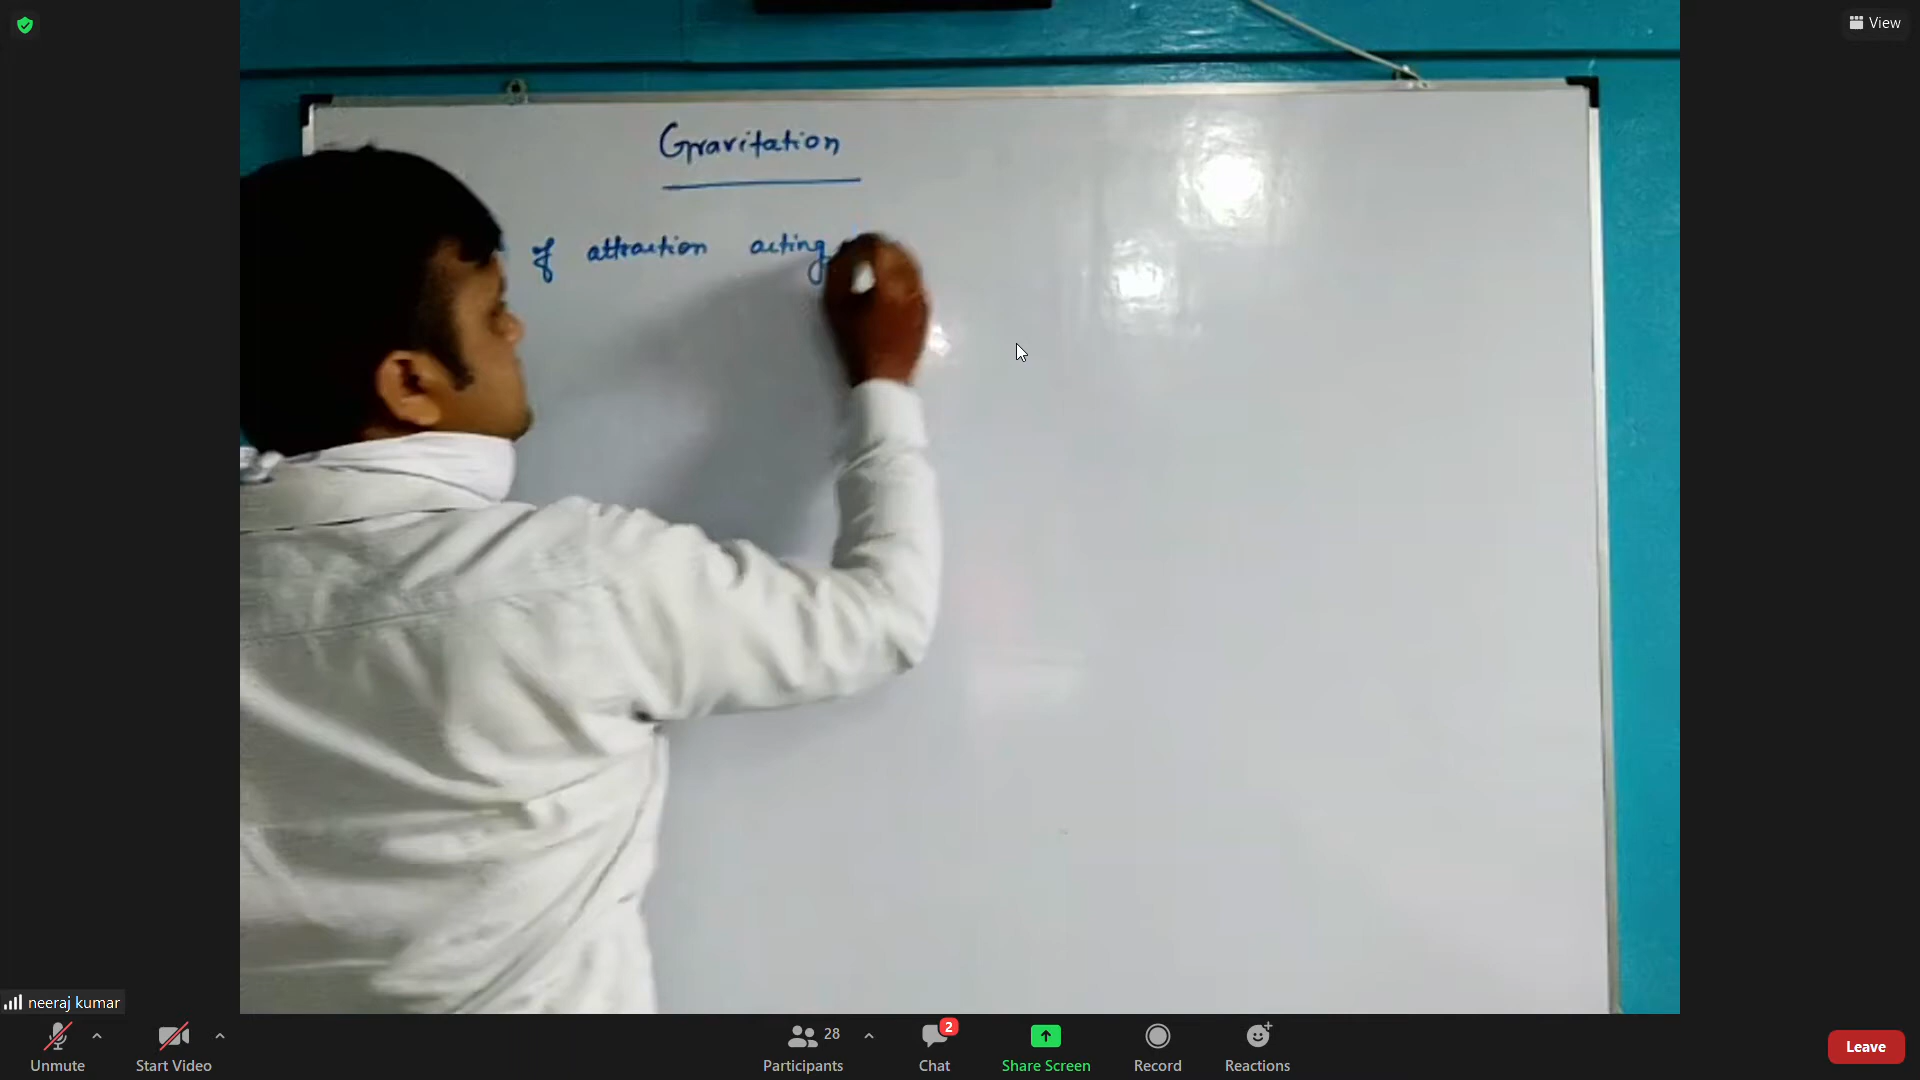 View
Gravitation
of attraction acting
neeraj kumar
28
2
Unmute
Start Video
Participants
Chat
Share Screen
Record
Reactions
Leave